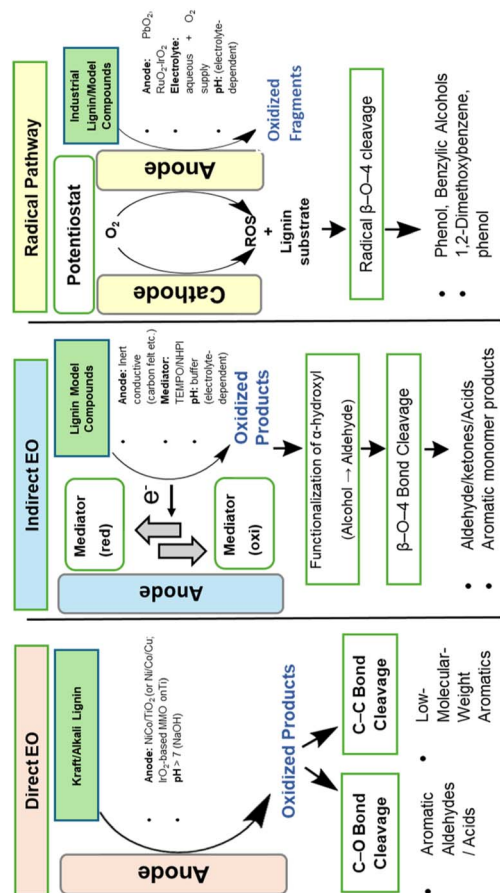 Direct EO
Kraft/Alkali Lignin
Anode
• Anode: NiCo/TiO₂ (or Ni/Co/Cu;
IrO₂-based MMO onTi)
• pH > 7 (NaOH)
Oxidized Products
C–O Bond
Cleavage
C–C Bond
Cleavage
• Aromatic
Aldehydes
/ Acids
• Low-
Molecular-
Weight
Aromatics
Indirect EO
Mediator
(red)
Lignin Model
Compounds
Anode
e⁻
Mediator
(oxi)
• Anode: Inert
conductive
(carbon felt etc.)
• Mediator:
TEMPO/NHPI
• pH: buffer
(electrolyte-
dependent)
Oxidized
Products
Functionalization of α-hydroxyl
(Alcohol → Aldehyde)
β–O–4 Bond Cleavage
• Aldehyde/ketones/Acids
• Aromatic monomer products
Radical Pathway
Potentiostat
Industrial
Lignin/Model
Compounds
Cathode
O₂
Anode
ROS
+
Lignin
substrate
• Anode: PbO₂,
RuO₂-IrO₂
• Electrolyte:
aqueous + O₂
supply
• pH: (electrolyte-
dependent)
Oxidized
Fragments
Radical β–O–4 cleavage
• Phenol, Benzylic Alcohols
• 1,2-Dimethoxybenzene,
phenol